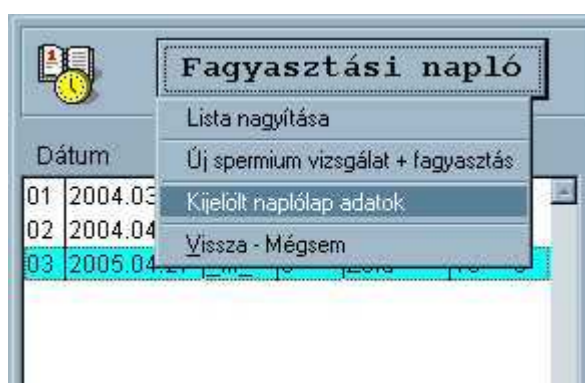 Fagyasztási napló
Lista nagyítása
Dátum
Új spermium vizsgálat + fagyasztás
01 2004.03
Kijelölt naplólap adatok
02 2004.04
Vissza - Mégsem
03 2005.04